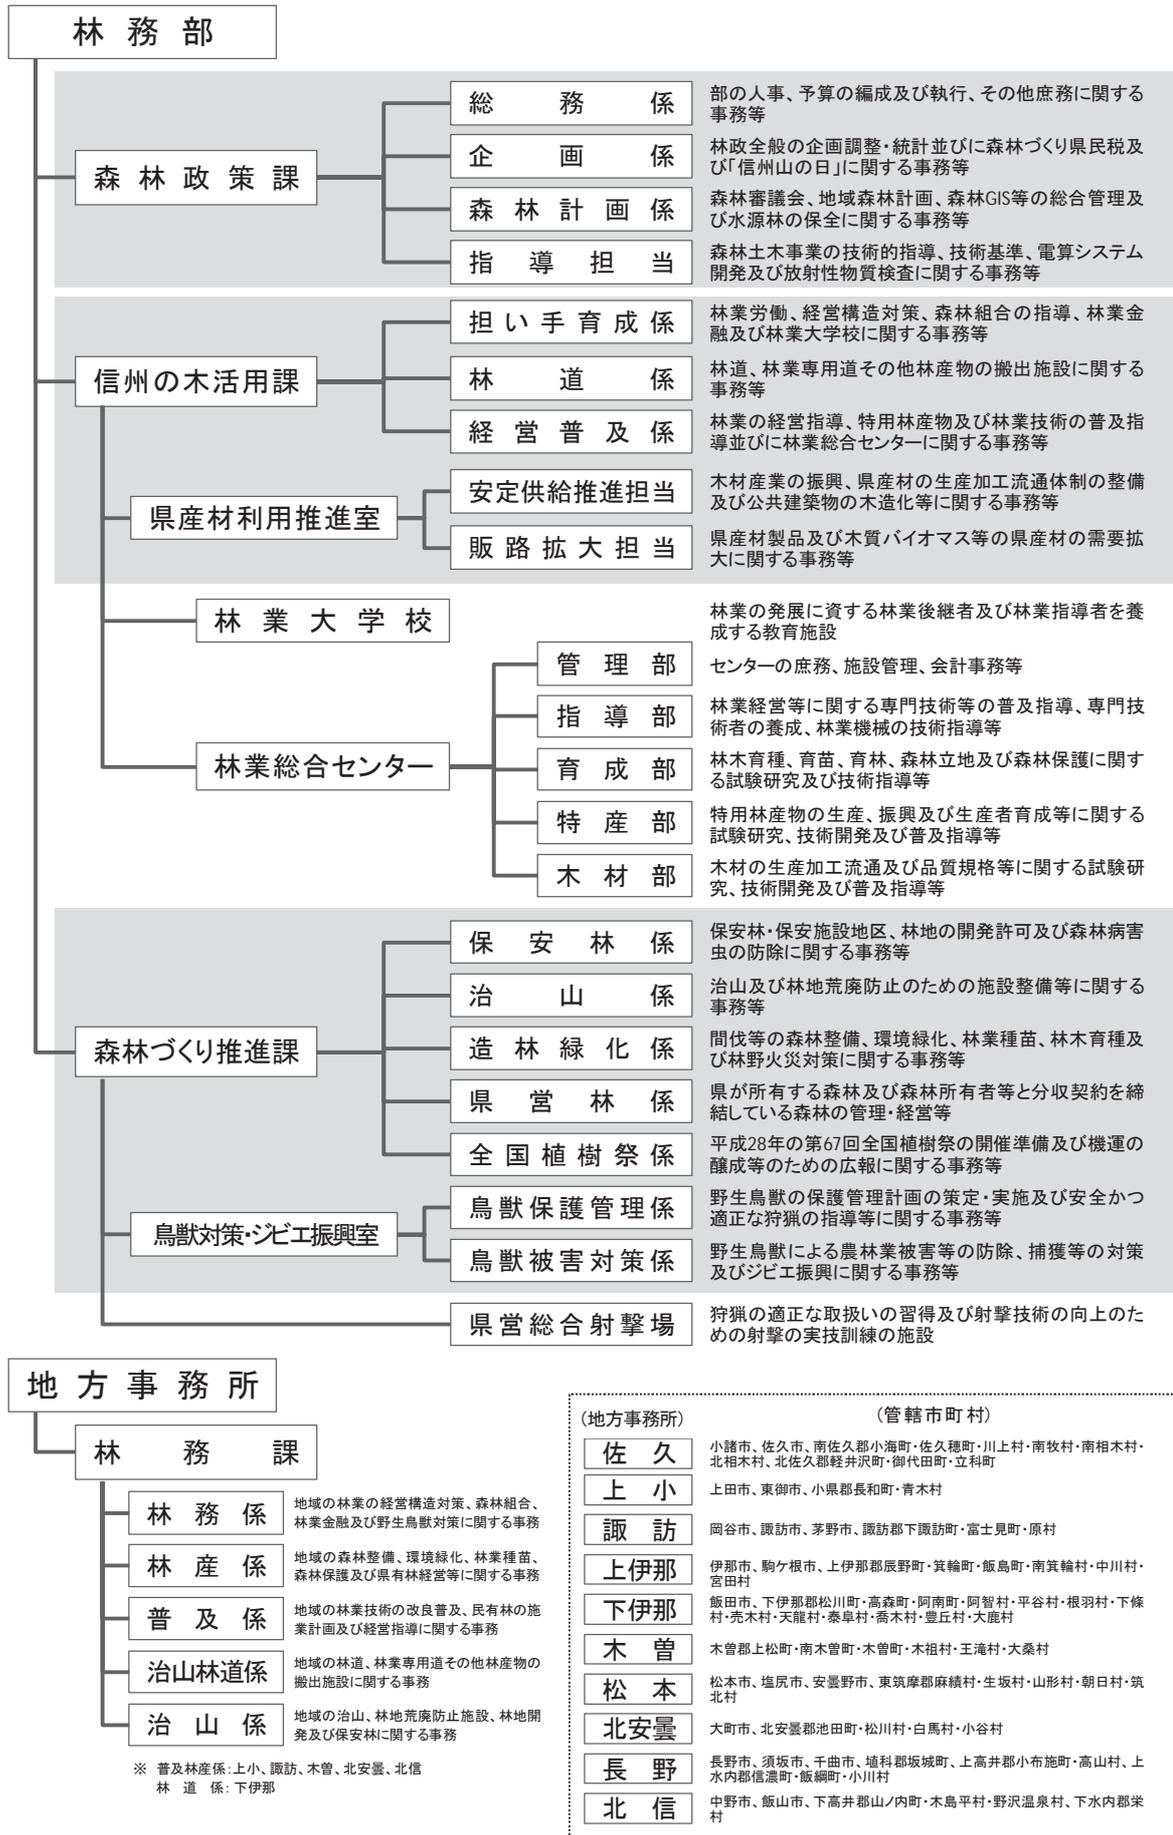 林務部
森林政策課
総務係
部の人事、予算の編成及び執行、その他庶務に関する
事務等
企画係
林政全般の企画調整・統計並びに森林づくり県民税及
び「信州山の日」に関する事務等
森林計画係
森林審議会、地域森林計画、森林GIS等の総合管理及
び水源林の保全に関する事務等
指導担当
森林土木事業の技術的指導、技術基準、電算システム
開発及び放射性物質検査に関する事務等
信州の木活用課
担い手育成係
林業労働、経営構造対策、森林組合の指導、林業金
融及び林業大学校に関する事務等
林道係
林道、林業専用道その他林産物の搬出施設に関する
事務等
経営普及係
林業の経営指導、特用林産物及び林業技術の普及指
導並びに林業総合センターに関する事務等
県産材利用推進室
安定供給推進担当
木材産業の振興、県産材の生産加工流通体制の整備
及び公共建築物の木造化等に関する事務等
販路拡大担当
県産材製品及び木質バイオマス等の県産材の需要拡
大に関する事務等
林業大学校
林業の発展に資する林業後継者及び林業指導者を養
成する教育施設
林業総合センター
管理部
センターの庶務、施設管理、会計事務等
指導部
林業経営等に関する専門技術等の普及指導、専門技
術者の養成、林業機械の技術指導等
育成部
林木育種、育苗、育林、森林立地及び森林保護に関す
る試験研究及び技術指導等
特産部
特用林産物の生産、振興及び生産者育成等に関する
試験研究、技術開発及び普及指導等
木材部
木材の生産加工流通及び品質規格等に関する試験研
究、技術開発及び普及指導等
森林づくり推進課
保安林係
保安林・保安施設地区、林地の開発許可及び森林病害
虫の防除に関する事務等
治山係
治山及び林地荒廃防止のための施設整備等に関する
事務等
造林緑化係
間伐等の森林整備、環境緑化、林業種苗、林木育種及
び林野火災対策に関する事務等
県営林係
県が所有する森林及び森林所有者等と分収契約を締
結している森林の管理・経営等
全国植樹祭係
平成28年の第67回全国植樹祭の開催準備及び機運の
醸成等のための広報に関する事務等
鳥獣対策・ジビエ振興室
鳥獣保護管理係
野生鳥獣の保護管理計画の策定・実施及び安全かつ
適正な狩猟の指導等に関する事務等
鳥獣被害対策係
野生鳥獣による農林業被害等の防除、捕獲等の対策
及びジビエ振興に関する事務等
県営総合射撃場
狩猟の適正な取扱いの習得及び射撃技術の向上のた
めの射撃の実技訓練の施設
地方事務所
林務課
林務係
地域の林業の経営構造対策、森林組合、
林業金融及び野生鳥獣対策に関する事務
林産係
地域の森林整備、環境緑化、林業種苗、
森林保護及び県有林経営等に関する事務
普及係
地域の林業技術の改良普及、民有林の施
業計画及び経営指導に関する事務
治山林道係
地域の林道、林業専用道その他林産物の
搬出施設に関する事務
治山係
地域の治山、林地荒廃防止施設、林地開
発及び保安林に関する事務
※ 普及林産係：上小、諏訪、木曽、北安曇、北信
林道係：下伊那
（地方事務所）
（管轄市町村）
佐久
小諸市、佐久市、南佐久郡小海町・佐久穂町・川上村・南牧村・南相木村・
北相木村、北佐久郡軽井沢町・御代田町・立科町
上小
上田市、東御市、小県郡長和町・青木村
諏訪
岡谷市、諏訪市、茅野市、諏訪郡下諏訪町・富士見町・原村
上伊那
伊那市、駒ケ根市、上伊那郡辰野町・箕輪町・飯島町・南箕輪村・中川村・
宮田村
下伊那
飯田市、下伊那郡松川町・高森町・阿南町・阿智村・平谷村・根羽村・下條
村・売木村・天龍村・泰阜村・喬木村・豊丘村・大鹿村
木曽
木曽郡上松町・南木曽町・木曽町・木祖村・王滝村・大桑村
松本
松本市、塩尻市、安曇野市、東筑摩郡麻績村・生坂村・山形村・朝日村・筑
北村
北安曇
大町市、北安曇郡池田町・松川村・白馬村・小谷村
長野
長野市、須坂市、千曲市、埴科郡坂城町、上高井郡小布施町・高山村、上
水内郡信濃町・飯綱町・小川村
北信
中野市、飯山市、下高井郡山ノ内町・木島平村・野沢温泉村、下水内郡栄
村